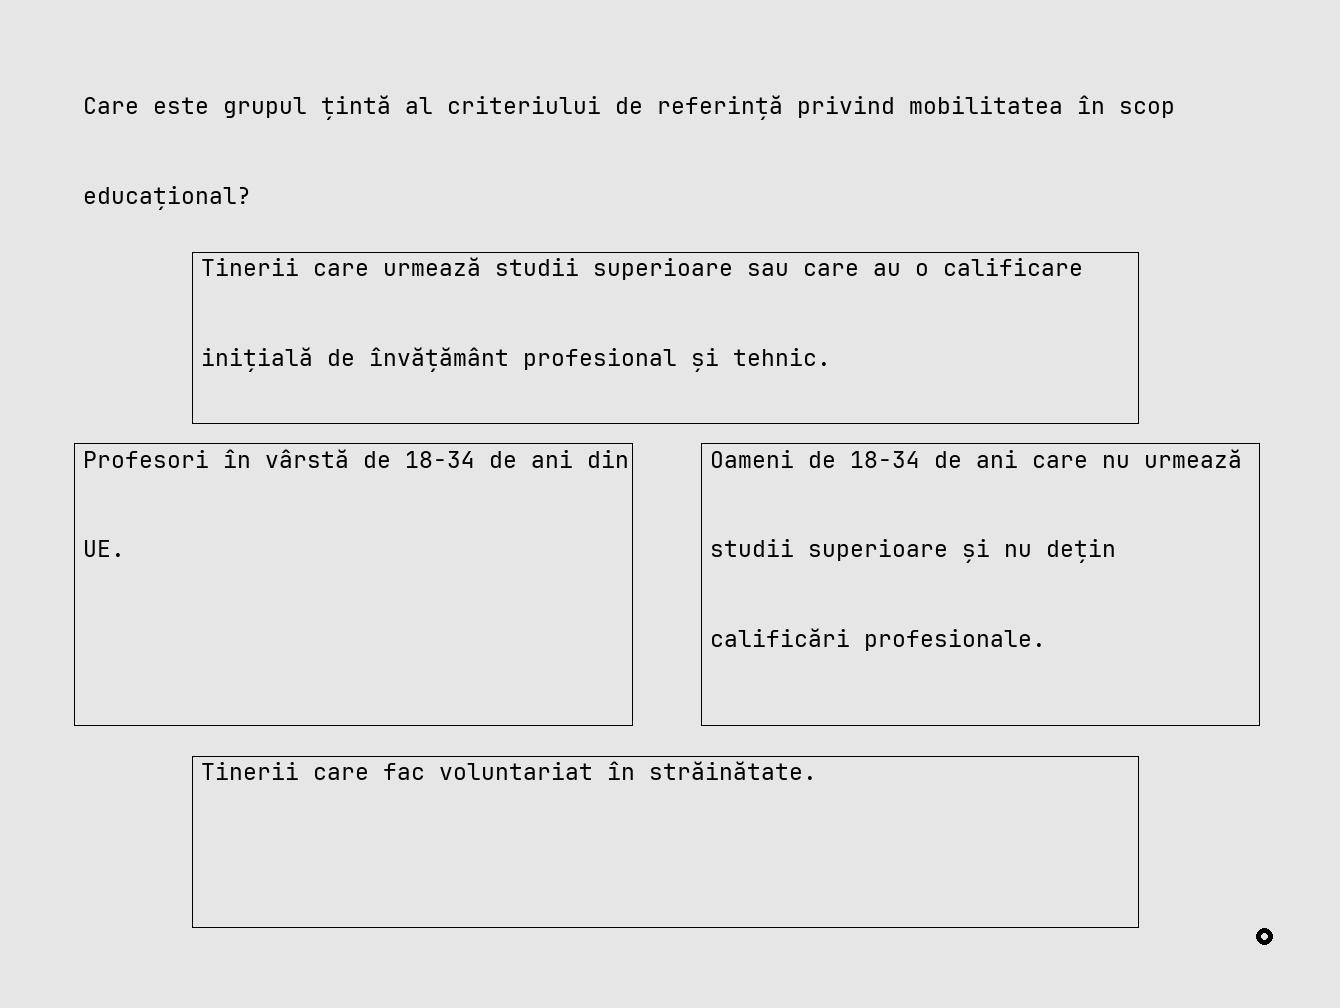 Care este grupul țintă al criteriului de referință privind mobilitatea în scop
educațional?
Tinerii care urmează studii superioare sau care au o calificare
inițială de învățământ profesional și tehnic.
Profesori în vârstă de 18-34 de ani din
UE.
Oameni de 18-34 de ani care nu urmează
studii superioare și nu dețin
calificări profesionale.
Tinerii care fac voluntariat în străinătate.